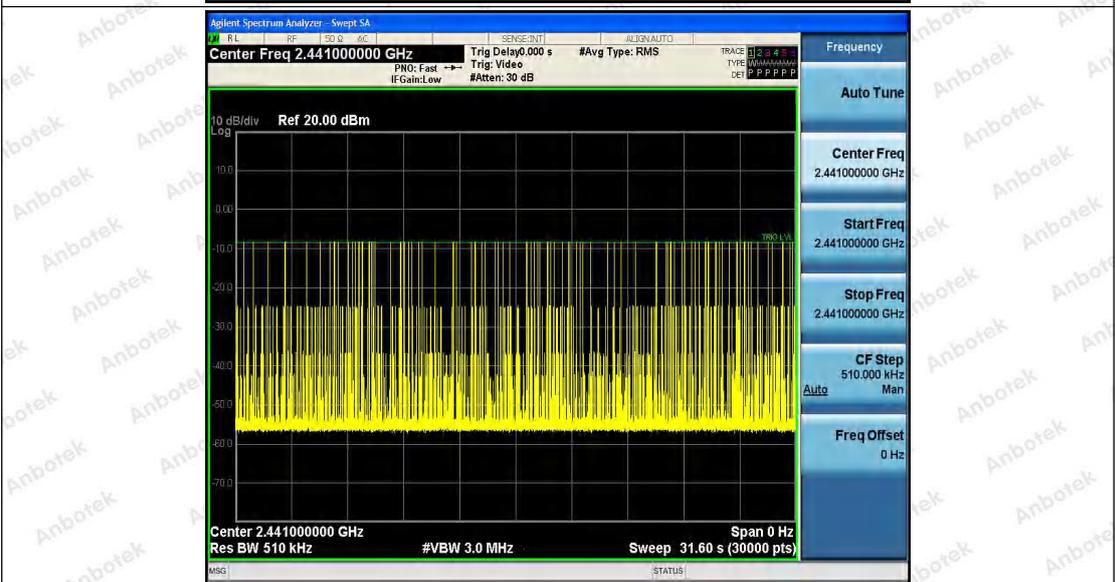 Agilent Spectrum Analyzer - Swept SA
RL RF 50 Ω AC SENSE:INT ALIGNAUTO
Center Freq 2.441000000 GHz
PNO: Fast
IFGain:Low
Trig Delay0.000 s
Trig: Video
#Atten: 30 dB
#Avg Type: RMS
TRACE 1 2 3 4 5 6
TYPE
DET P P P P P P
10 dB/div
Log
Ref 20.00 dBm
10.0
0.00
-10.0
-20.0
-30.0
-40.0
-50.0
-60.0
-70.0
TRIG LVL
Center 2.441000000 GHz
Span 0 Hz
Res BW 510 kHz
#VBW 3.0 MHz
Sweep 31.60 s (30000 pts)
MSG
STATUS
Frequency
Auto Tune
Center Freq
2.441000000 GHz
Start Freq
2.441000000 GHz
Stop Freq
2.441000000 GHz
CF Step
510.000 kHz
Auto Man
Freq Offset
0 Hz
Anbotek